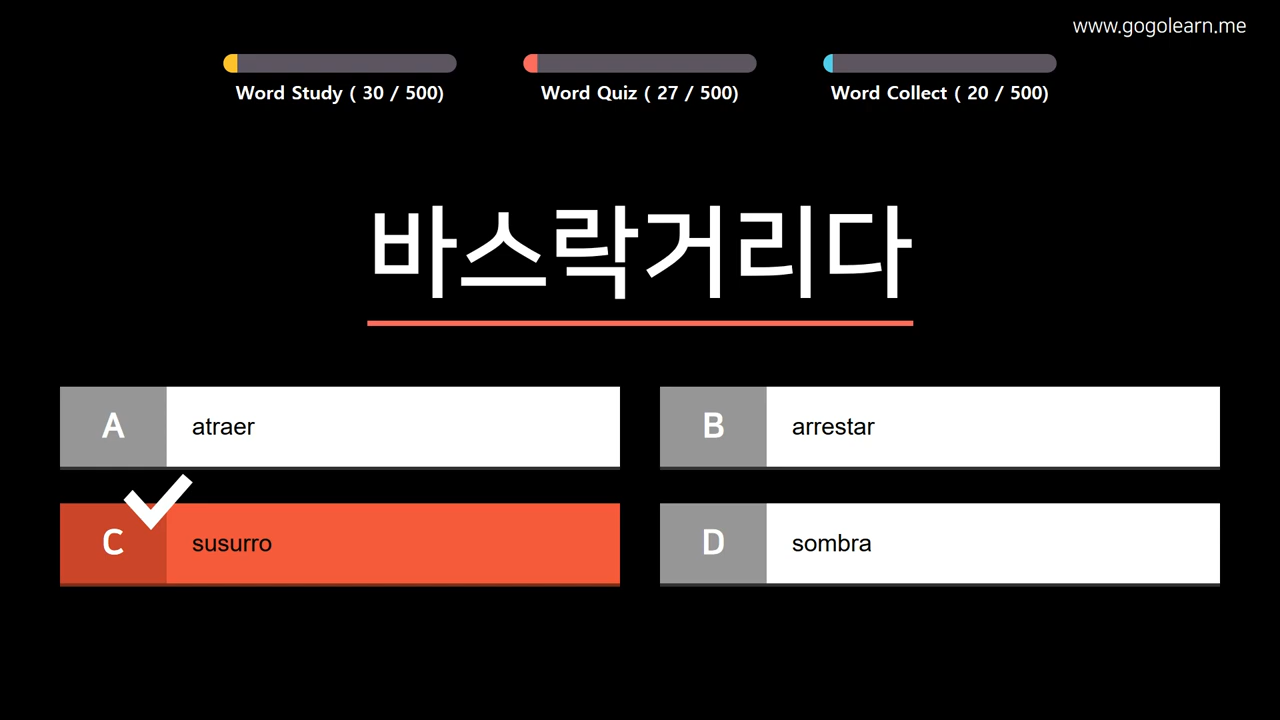 www.gogolearn.me
Word Study ( 30 / 500)
Word Quiz ( 27 / 500)
Word Collect ( 20 / 500)
바스락거리다
A atraer
B arrestar
C susurro
D sombra